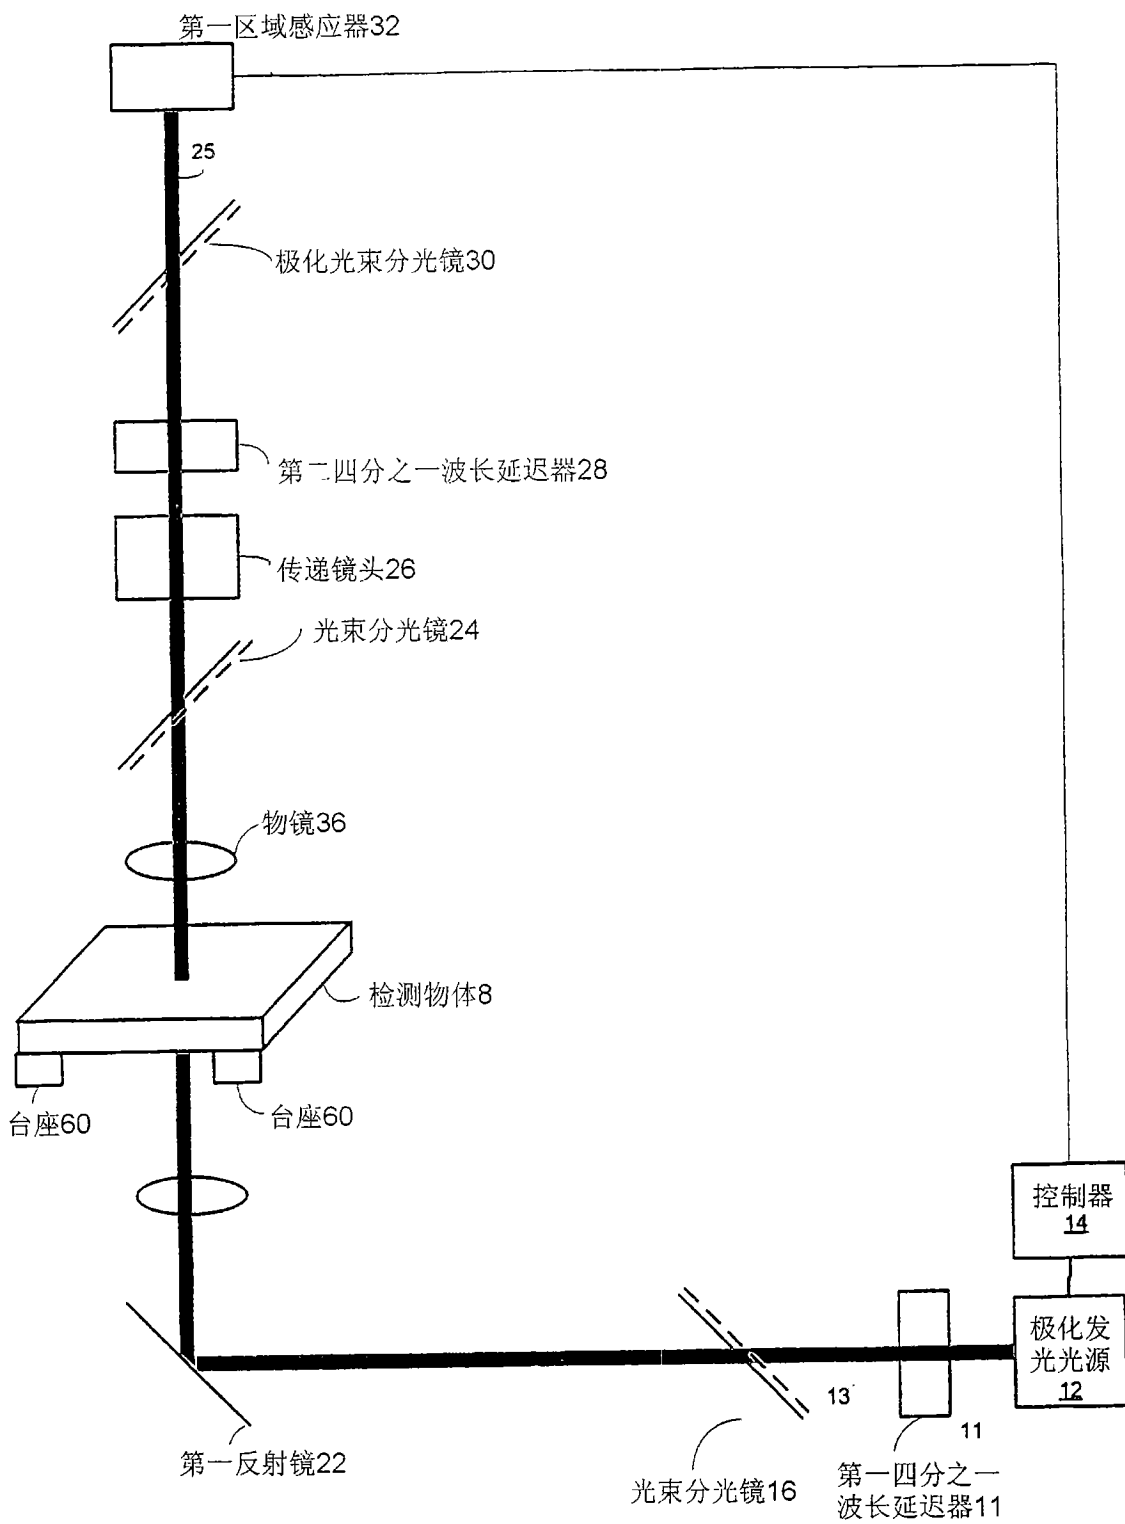 第一区域感应器32
25
极化光束分光镜30
第二四分之一波长延迟器28
传递镜头26
光束分光镜24
物镜36
检测物体8
台座60
台座60
控制器
14
极化发
光光源
12
13
11
第一反射镜22
光束分光镜16
第一四分之一
波长延迟器11